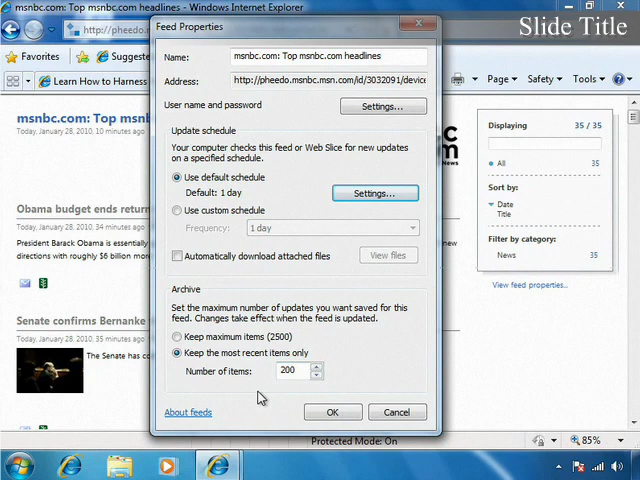 msnbc.com: Top msnbc.com headlines - Windows Internet Explorer
Slide Title
http://pheedo.
Favorites
Suggeste
Learn How to Harness
Page
Safety
Tools
Feed Properties
Name:
msnbc.com: Top msnbc.com headlines
Address:
http://pheedo.msnbc.msn.com/id/3032091/device
User name and password
Settings...
Update schedule
Your computer checks this feed or Web Slice for new updates
on a specified schedule.
Use default schedule
Default: 1 day
Settings...
Use custom schedule
Frequency:
1 day
Automatically download attached files
View files
Archive
Set the maximum number of updates you want saved for this
feed. Changes take effect when the feed is updated.
Keep maximum items (2500)
Keep the most recent items only
Number of items:
200
About feeds
OK
Cancel
msnbc.com: Top msnb
Today, January 28, 2010, 10 minutes ago
Obama budget ends return
Today, January 28, 2010, 34 minutes ago
President Barack Obama is essentially
directions with roughly $6 billion more
Senate confirms Bernanke
Today, January 28, 2010,
The Senate has com
Displaying
35 / 35
All
35
Sort by:
Date
Title
Filter by category:
News
35
View feed properties...
Protected Mode: On
85%